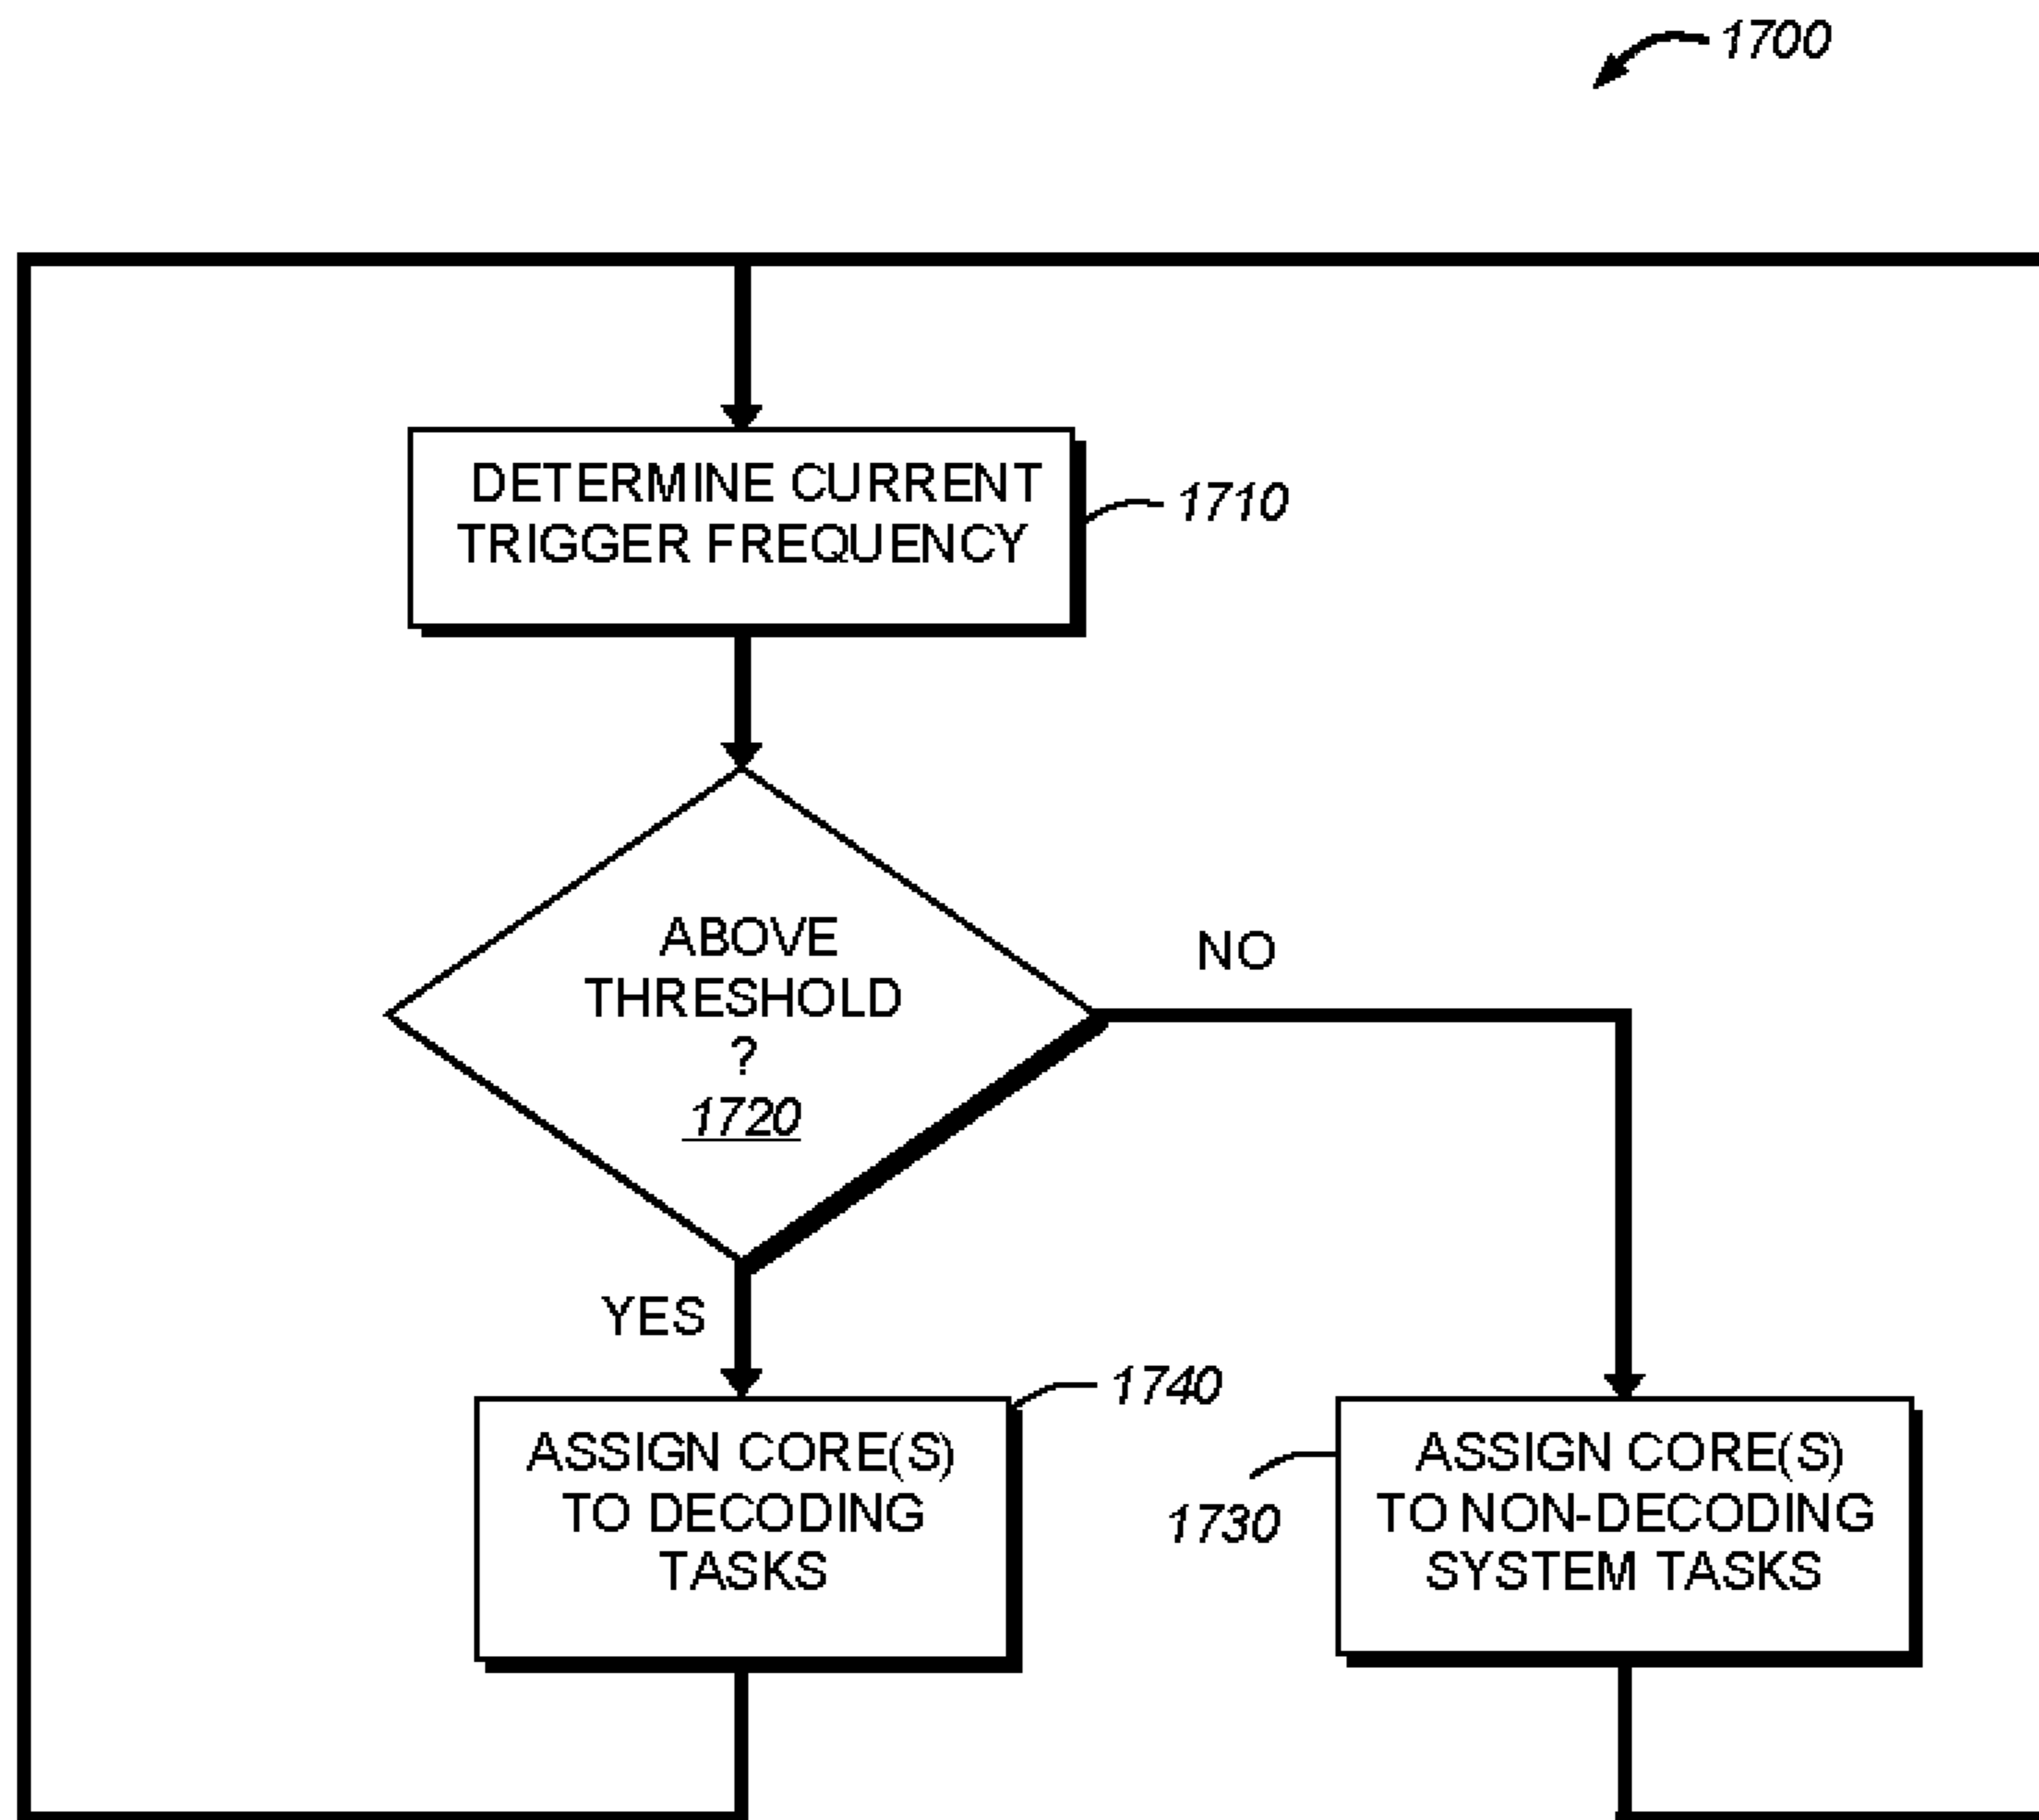 1700
DETERMINE CURRENT
TRIGGER FREQUENCY
1710
ABOVE
THRESHOLD
?
1720
NO
YES
1740
ASSIGN CORE(S)
TO DECODING
TASKS
1730
ASSIGN CORE(S)
TO NON-DECODING
SYSTEM TASKS